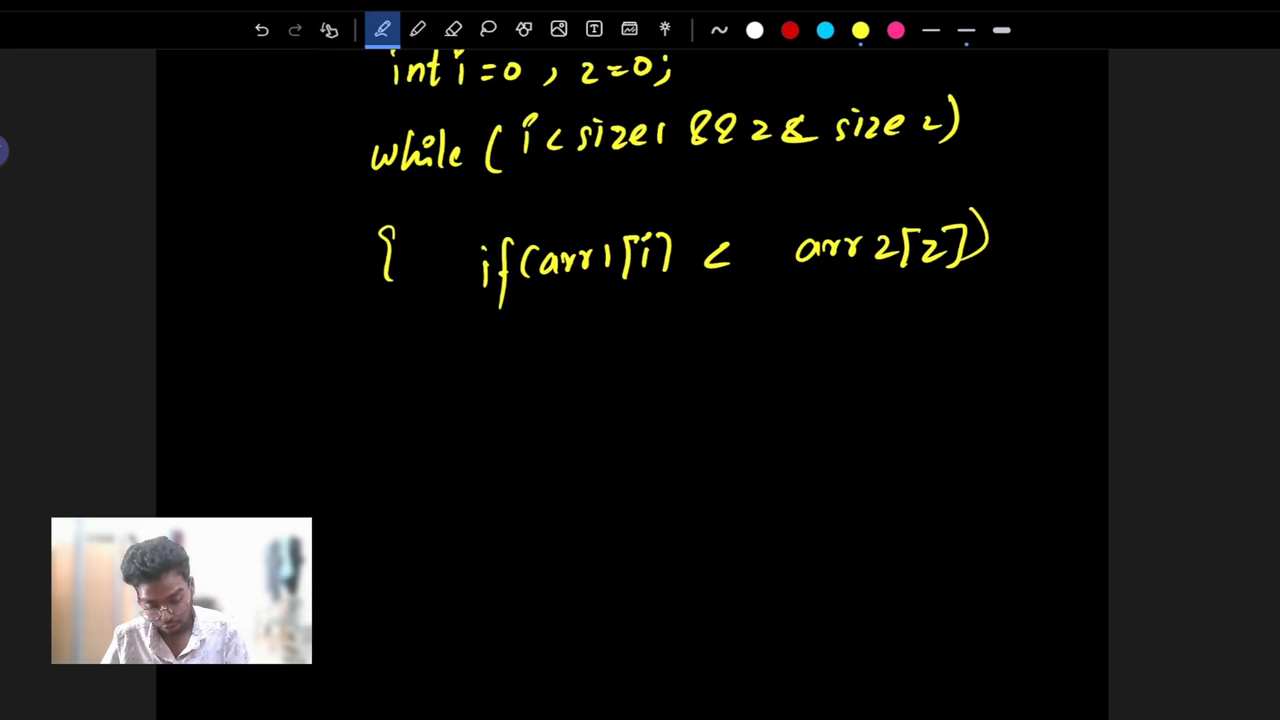 int i = 0 , z = 0;
while ( i < size1 && z & size 2)
{ if(arr1[i] < arr2[z])